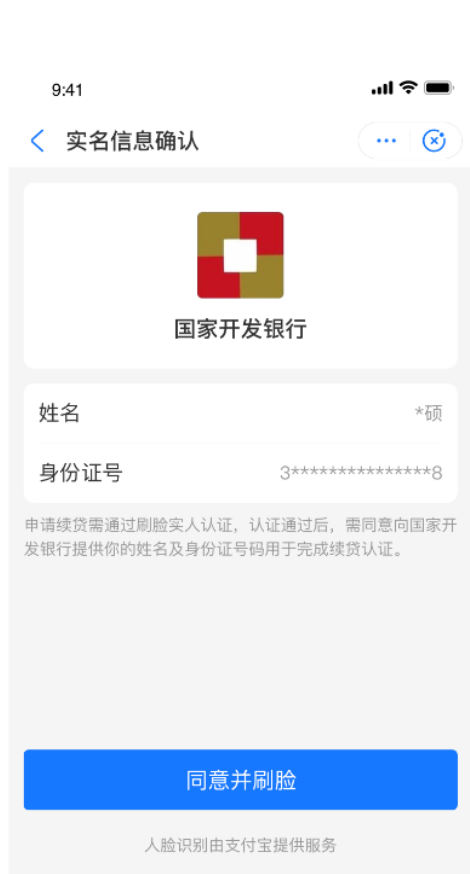 9:41
实名信息确认
国家开发银行
姓名 *硕
身份证号 3***************8
申请续贷需通过刷脸实人认证，认证通过后，需同意向国家开
发银行提供你的姓名及身份证号码用于完成续贷认证。
同意并刷脸
人脸识别由支付宝提供服务